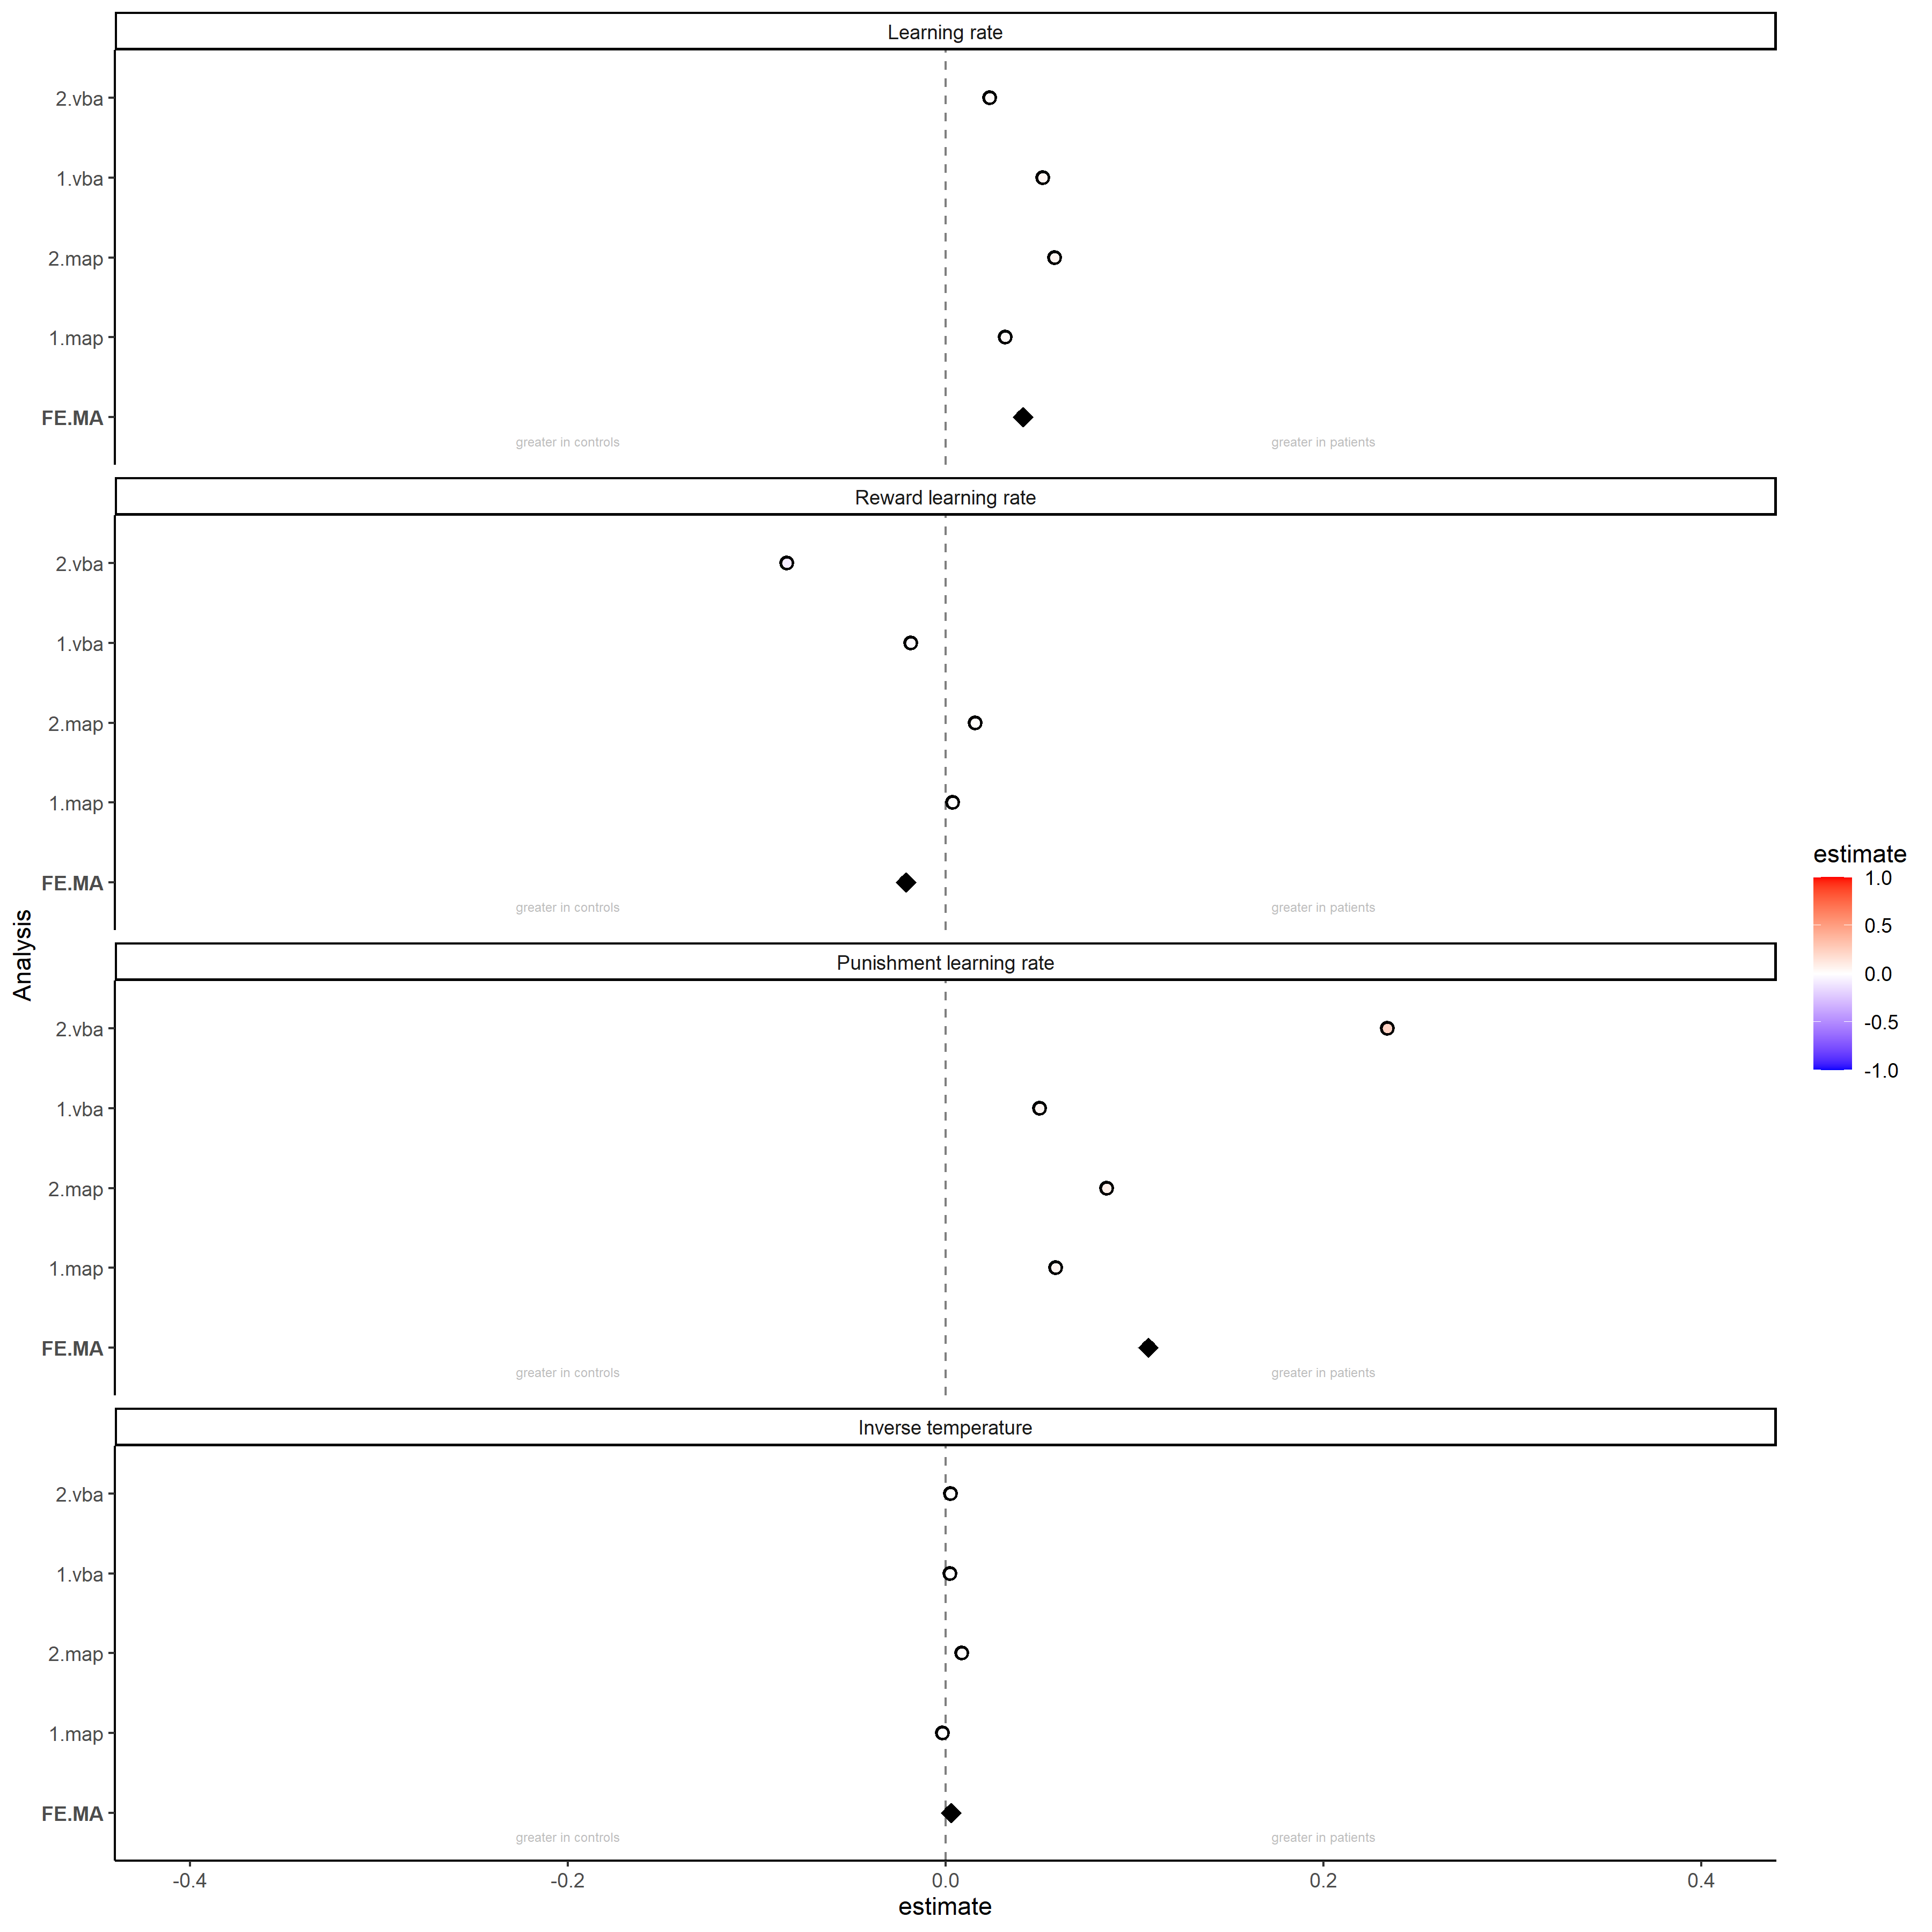 Learning rate
2.vba
1.vba
2.map
1.map
FE.MA
greater in controls
greater in patients
Reward learning rate
2.vba
1.vba
2.map
1.map
FE.MA
greater in controls
greater in patients
Analysis
Punishment learning rate
2.vba
1.vba
2.map
1.map
FE.MA
greater in controls
greater in patients
Inverse temperature
2.vba
1.vba
2.map
1.map
FE.MA
greater in controls
greater in patients
-0.4
-0.2
0.0
0.2
0.4
estimate
estimate
1.0
0.5
0.0
-0.5
-1.0